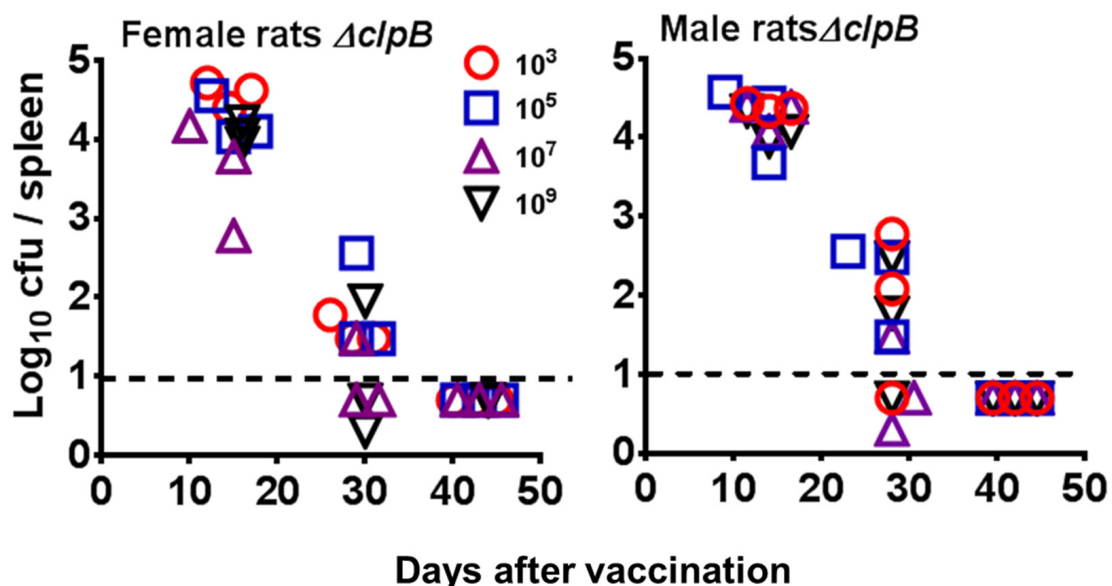 Female rats ΔclpB
Male ratsΔclpB
10³
10⁵
10⁷
10⁹
Log₁₀ cfu / spleen
5
4
3
2
1
0
0 10 20 30 40 50
5
4
3
2
1
0
0 10 20 30 40 50
Days after vaccination